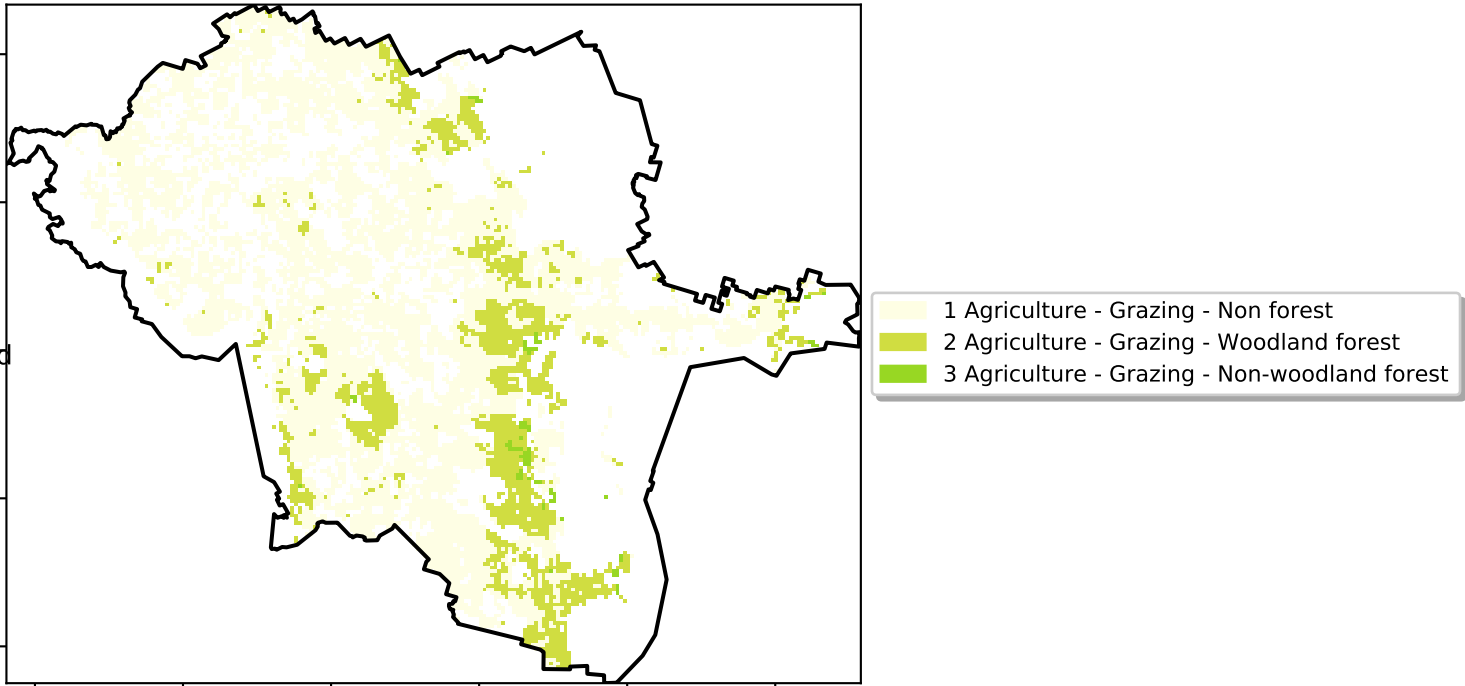 1 Agriculture - Grazing - Non forest
2 Agriculture - Grazing - Woodland forest
3 Agriculture - Grazing - Non-woodland forest